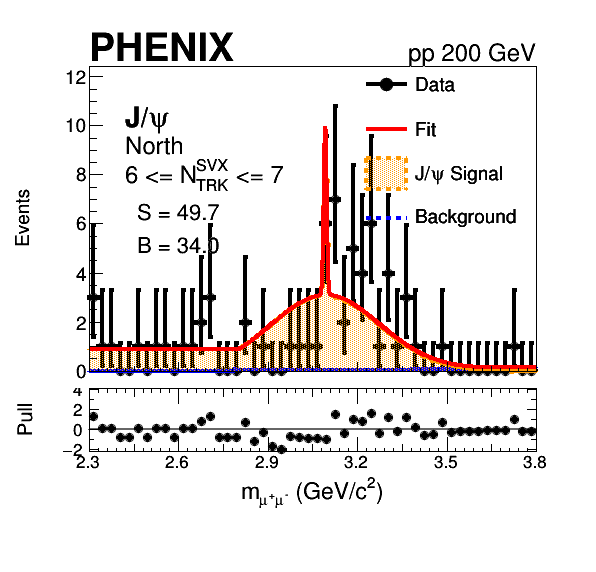 PHENIX pp 200 GeV
J/ψ
North
6 <= N_TRK^SVX <= 7
S = 49.7
B = 34.0
Data
Fit
J/ψ Signal
Background
Events
12
10
8
6
4
2
0
Pull
4
2
0
−2
2.3 2.6 2.9 3.2 3.5 3.8
m_μ⁺μ⁻ (GeV/c²)